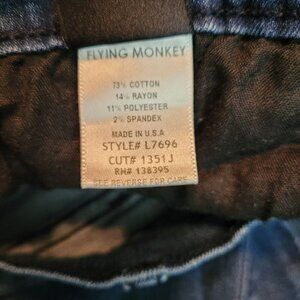 FLYING MONKEY
73% COTTON
14% RAYON
11% POLYESTER
2% SPANDEX
MADE IN U.S.A
STYLE# L7696
CUT# 1351J
RN# 138395
SEE REVERSE FOR CARE